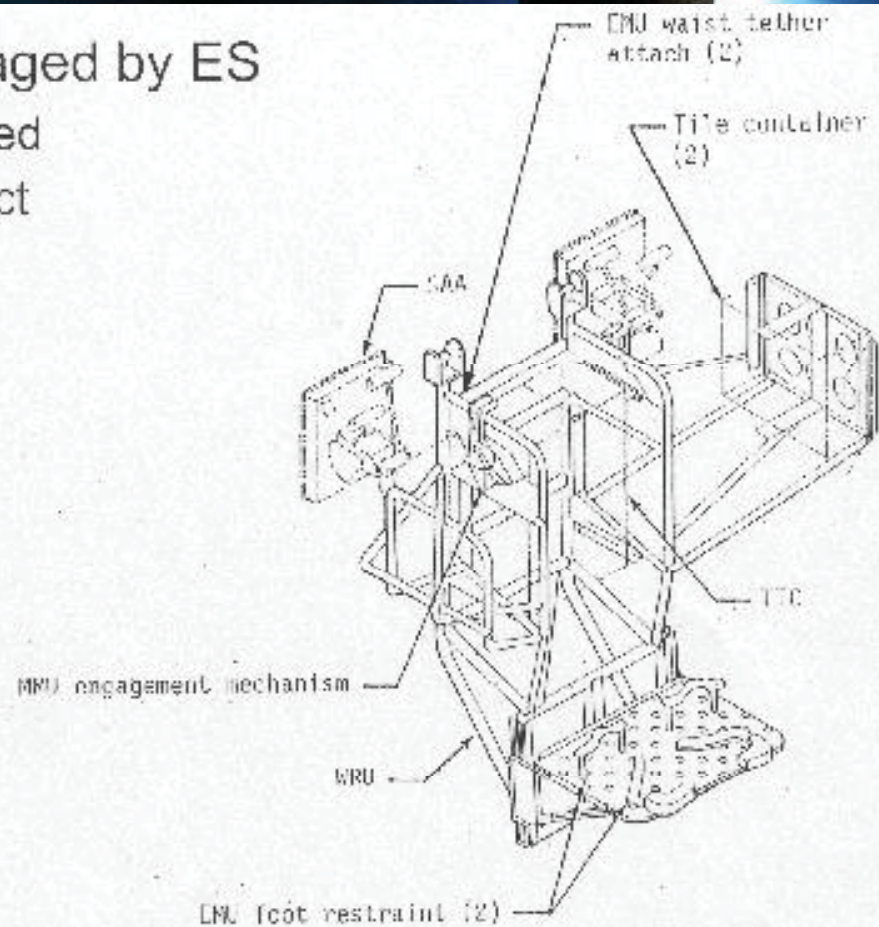 aged by ES
ed
ct
EMU waist tether
attach (2)
Tile container
(2)
SAA
TTC
MMU engagement mechanism
WRU
EMU foot restraint (2)